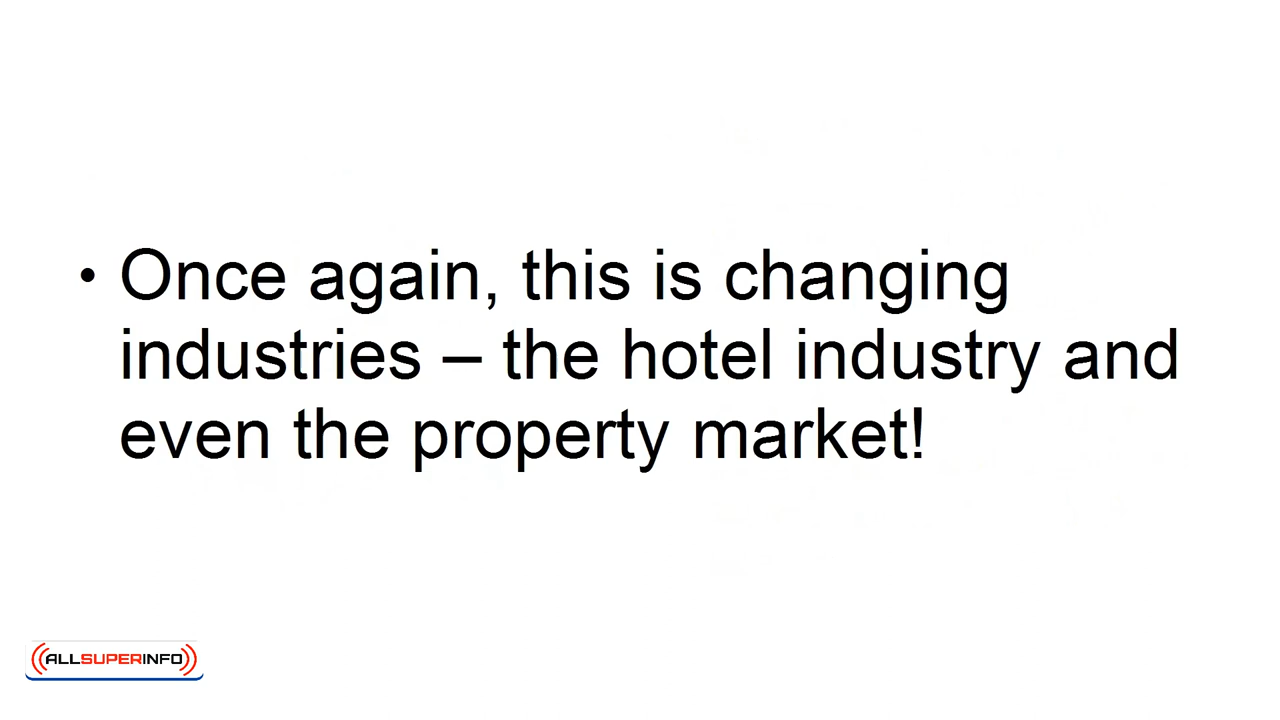 • Once again, this is changing
industries – the hotel industry and
even the property market!
ALLSUPERINFO